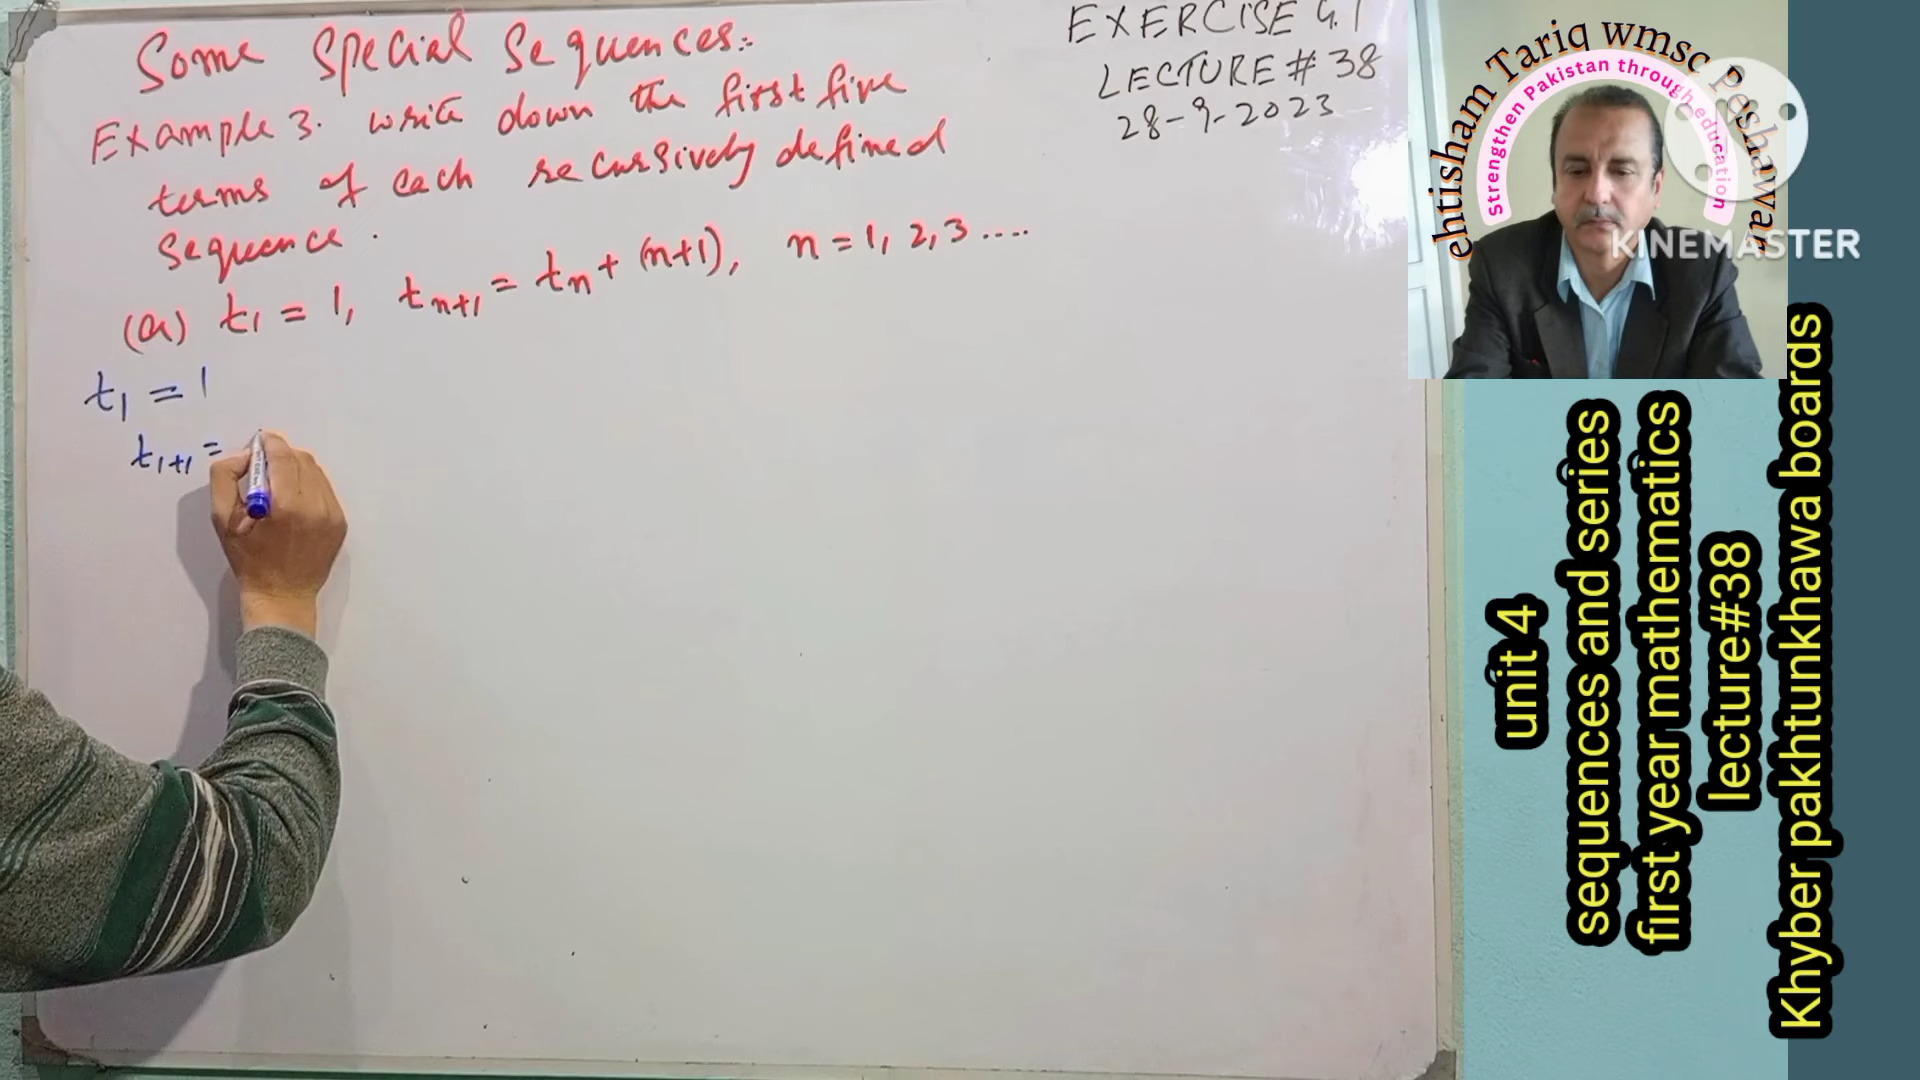 Some Special Sequences:
Example 3. write down the first five
terms of each recursively defined
sequence.
(a) t₁ = 1, tₙ₊₁ = tₙ + (n+1), n = 1, 2, 3 ....
t₁ = 1
t₁₊₁ =
EXERCISE 4.1
LECTURE # 38
28-9-2023
ehtisham Tariq wmsc Peshawar
Strengthen Pakistan through education
KINEMASTER
unit 4
sequences and series
first year mathematics
lecture#38
Khyber pakhtunkhawa boards